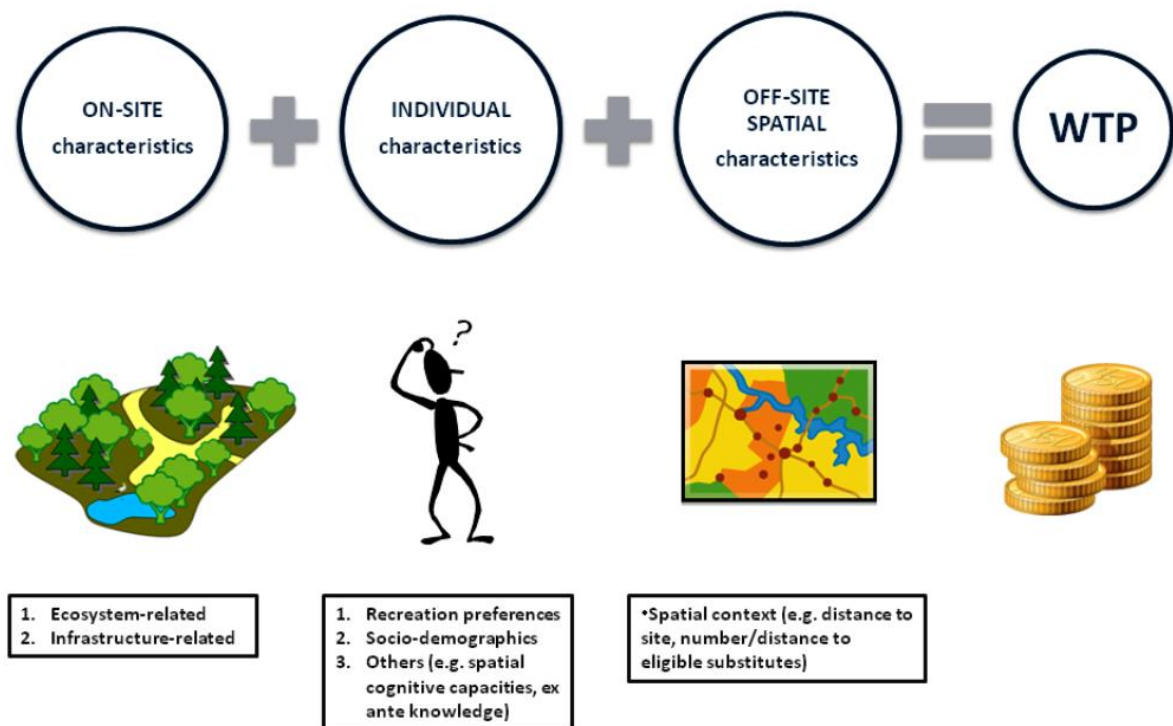 ON-SITE
characteristics
INDIVIDUAL
characteristics
OFF-SITE
SPATIAL
characteristics
WTP
?
1. Ecosystem-related
2. Infrastructure-related
1. Recreation preferences
2. Socio-demographics
3. Others (e.g. spatial
cognitive capacities, ex
ante knowledge)
•Spatial context (e.g. distance to
site, number/distance to
eligible substitutes)